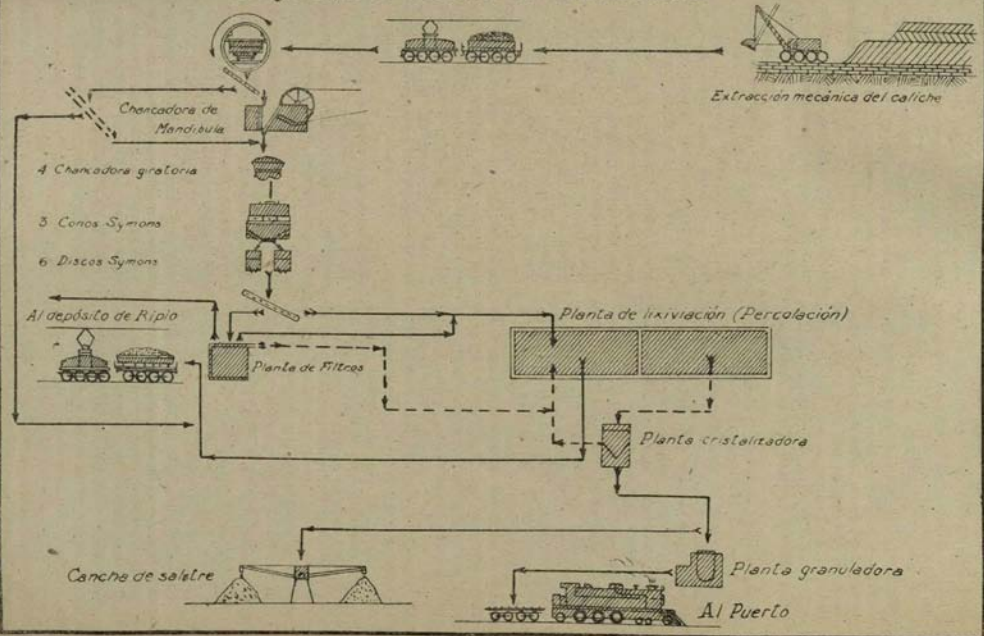 Extracción mecánica del caliche
Chancadora de
Mandíbula
4 Chancadora giratoria
3 Conos Symons
6 Discos Symons
Al depósito de Ripio
Planta de Filtros
Planta de lixiviación (Percolación)
Planta cristalizadora
Cancha de salitre
Planta granuladora
Al Puerto